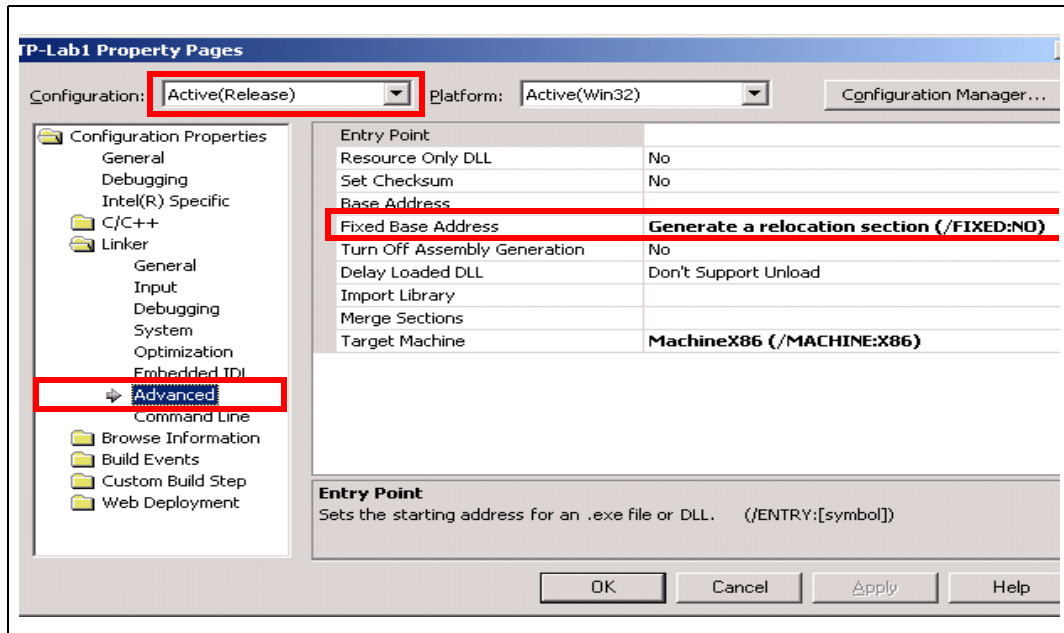 TP-Lab1 Property Pages
Configuration: Active(Release) Platform: Active(Win32) Configuration Manager...
Configuration Properties
General
Debugging
Intel(R) Specific
C/C++
Linker
General
Input
Debugging
System
Optimization
Embedded IDL
Advanced
Command Line
Browse Information
Build Events
Custom Build Step
Web Deployment
Entry Point
Resource Only DLL No
Set Checksum No
Base Address
Fixed Base Address Generate a relocation section (/FIXED:NO)
Turn Off Assembly Generation No
Delay Loaded DLL Don't Support Unload
Import Library
Merge Sections
Target Machine MachineX86 (/MACHINE:X86)
Entry Point
Sets the starting address for an .exe file or DLL. (/ENTRY:[symbol])
OK Cancel Apply Help